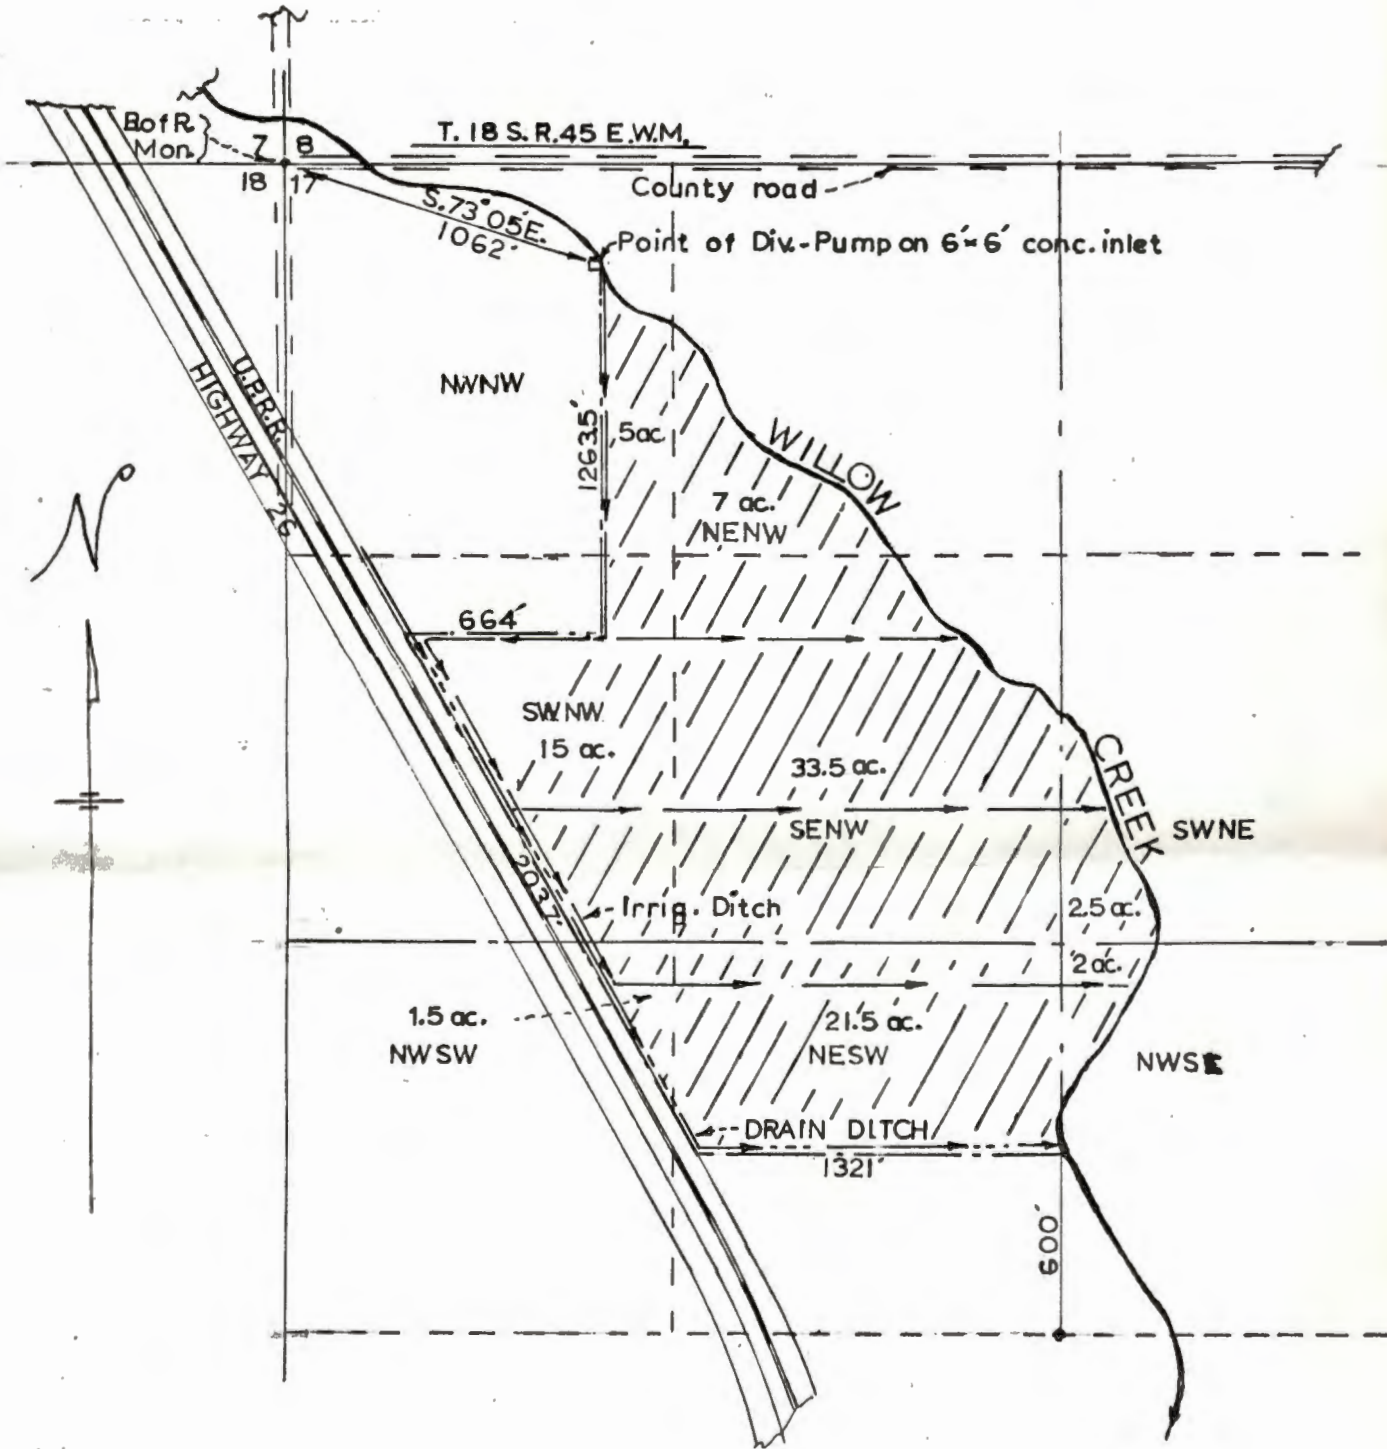 B of R.
Mon.
7 8
18 17
T. 18 S. R. 45 E.W.M.
County road
S. 73° 05' E.
1062'
Point of Div.-Pump on 6'x6' conc. inlet
U.P.R.R.
HIGHWAY 26
NWNW
1263.5'
5 ac.
WILLOW
7 ac.
NENW
N
664'
SWNW
15 ac.
33.5 ac.
SENW
CREEK
SWNE
2037'
Irrig. Ditch
2.5 ac.
2 ac.
1.5 ac.
NWSW
21.5 ac.
NESW
NWSE
DRAIN DITCH
1321'
600'